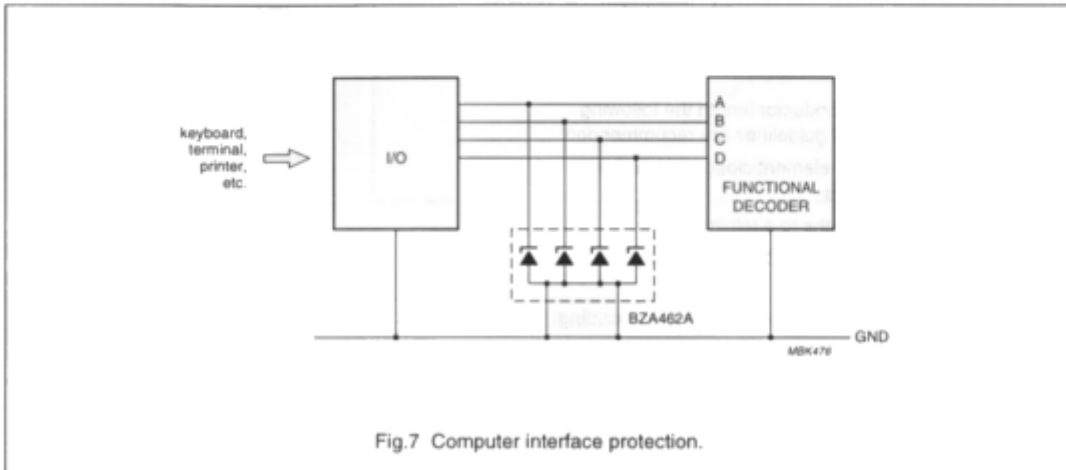 keyboard,
terminal,
printer,
etc.
I/O
A
B
C
D
FUNCTIONAL
DECODER
BZA462A
GND
MBK476
Fig.7 Computer interface protection.